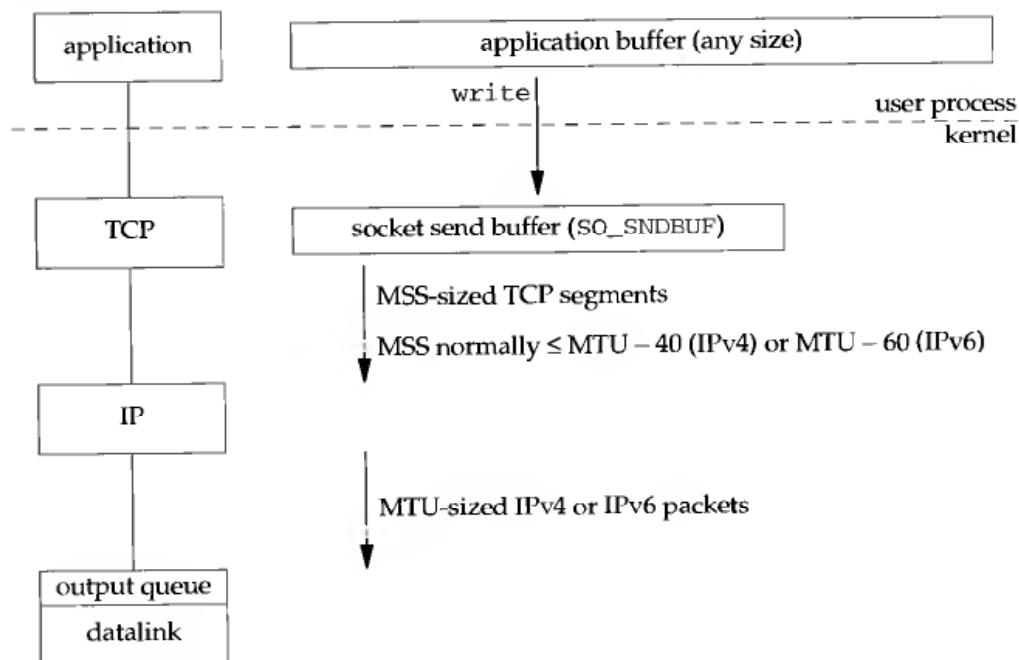 application
application buffer (any size)
write
user process
kernel
TCP
socket send buffer (SO_SNDBUF)
MSS-sized TCP segments
MSS normally ≤ MTU – 40 (IPv4) or MTU – 60 (IPv6)
IP
MTU-sized IPv4 or IPv6 packets
output queue
datalink